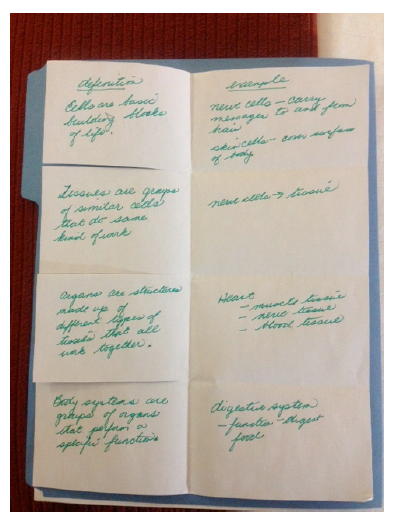 definition
Cells are basic
building blocks
of life.
example
nerve cells – carry
messages to and from
brain
skin cells – cover surface
of body
Tissues are groups
of similar cells
that do same
kind of work
nerve cells → tissue
Organs are structures
made up of
different types of
tissues that all
work together.
Heart
– muscle tissue
– nerve tissue
– blood tissue
Body systems are
groups of organs
that perform a
specific function
digestive system
– function – digest
food